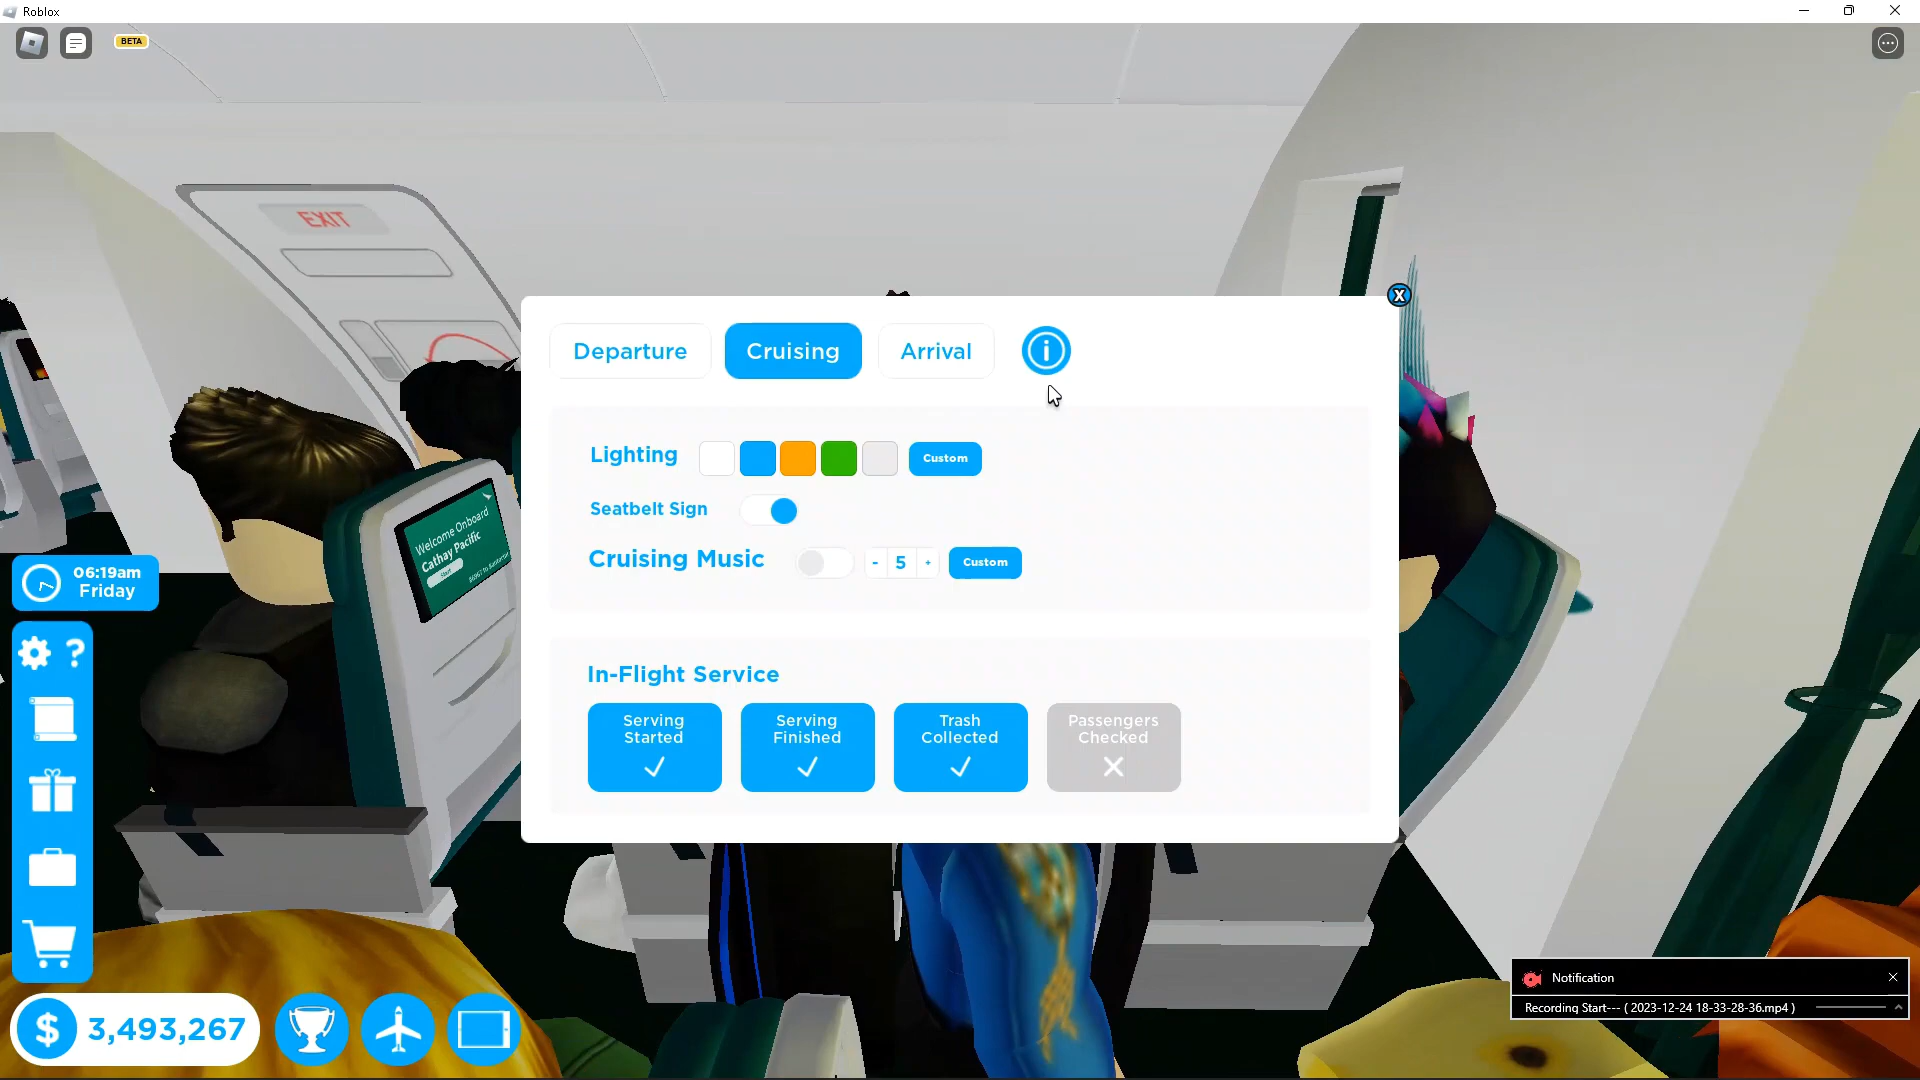 Roblox
BETA
EXIT
Departure
Cruising
Arrival
Lighting
Custom
Seatbelt Sign
Cruising Music
- 5 +
Custom
Welcome Onboard
Cathay Pacific
Start
06:19am
Friday
?
In-Flight Service
Serving
Started
Serving
Finished
Trash
Collected
Passengers
Checked
Notification
Recording Start--- ( 2023-12-24 18-33-28-36.mp4 )
$ 3,493,267